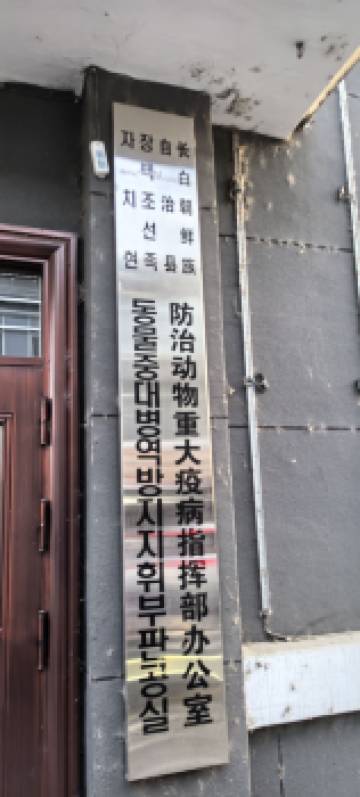 长白朝鲜族
自治县
장백조선족
자치현
防治动物重大疫病指挥部办公室
동물중대병역방지지휘부판공실